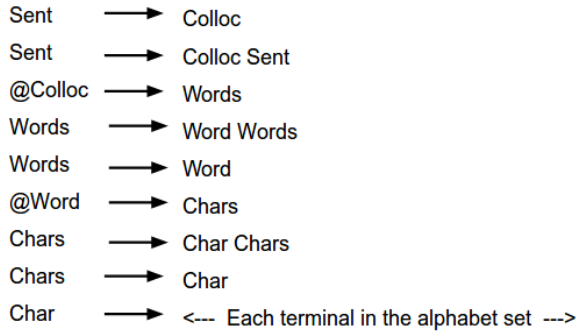 Sent → Colloc
Sent → Colloc Sent
@Colloc → Words
Words → Word Words
Words → Word
@Word → Chars
Chars → Char Chars
Chars → Char
Char → <--- Each terminal in the alphabet set --->